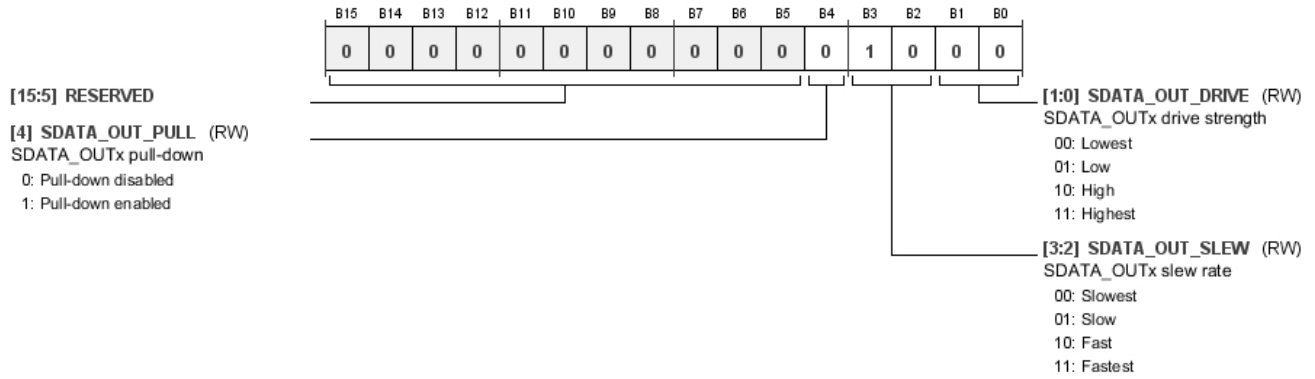 B15 B14 B13 B12 B11 B10 B9 B8 B7 B6 B5 B4 B3 B2 B1 B0
0 0 0 0 0 0 0 0 0 0 0 0 1 0 0 0
[15:5] RESERVED
[4] SDATA_OUT_PULL (RW)
SDATA_OUTx pull-down
0: Pull-down disabled
1: Pull-down enabled
[1:0] SDATA_OUT_DRIVE (RW)
SDATA_OUTx drive strength
00: Lowest
01: Low
10: High
11: Highest
[3:2] SDATA_OUT_SLEW (RW)
SDATA_OUTx slew rate
00: Slowest
01: Slow
10: Fast
11: Fastest